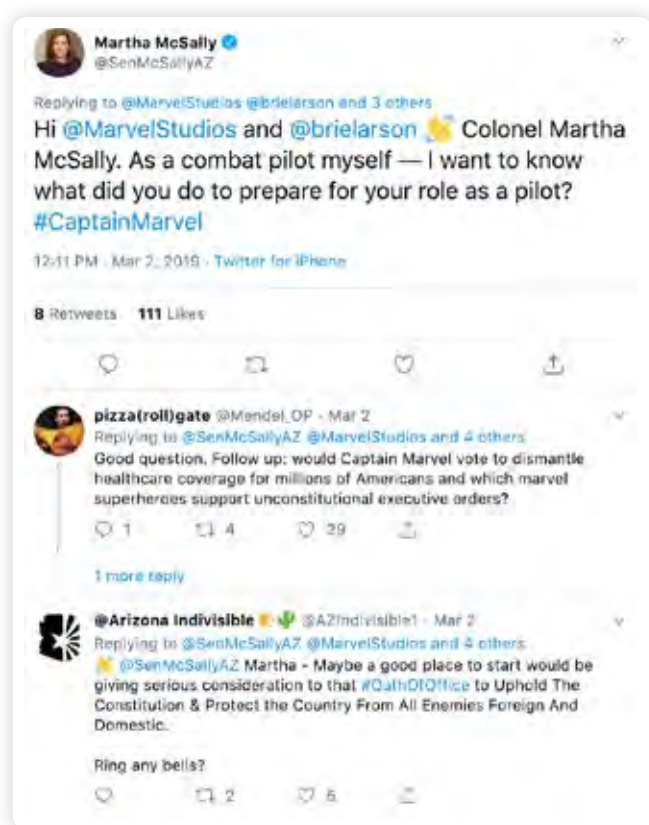 Martha McSally
@SenMcSallyAZ
Replying to @MarvelStudios @brielarson and 3 others
Hi @MarvelStudios and @brielarson 👋 Colonel Martha
McSally. As a combat pilot myself — I want to know
what did you do to prepare for your role as a pilot?
#CaptainMarvel
12:11 PM · Mar 2, 2019 · Twitter for iPhone
8 Retweets 111 Likes
pizza(roll)gate @Mendel_OP · Mar 2
Replying to @SenMcSallyAZ @MarvelStudios and 4 others
Good question. Follow up: would Captain Marvel vote to dismantle
healthcare coverage for millions of Americans and which marvel
superheroes support unconstitutional executive orders?
1 4 29
1 more reply
@Arizona Indivisible 🌵 @AZIndivisible1 · Mar 2
Replying to @SenMcSallyAZ @MarvelStudios and 4 others
👋 @SenMcSallyAZ Martha - Maybe a good place to start would be
giving serious consideration to that #OathOfOffice to Uphold The
Constitution & Protect the Country From All Enemies Foreign And
Domestic.
Ring any bells?
2 6